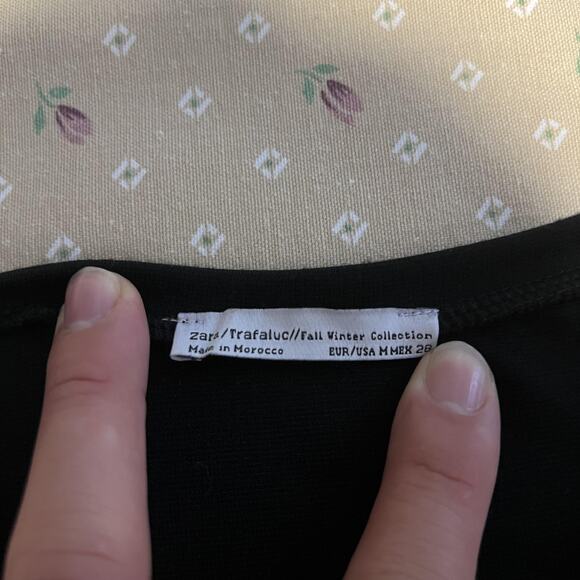 zara/Trafaluc//Fall Winter Collection
Made in Morocco EUR/USA M MEX 28